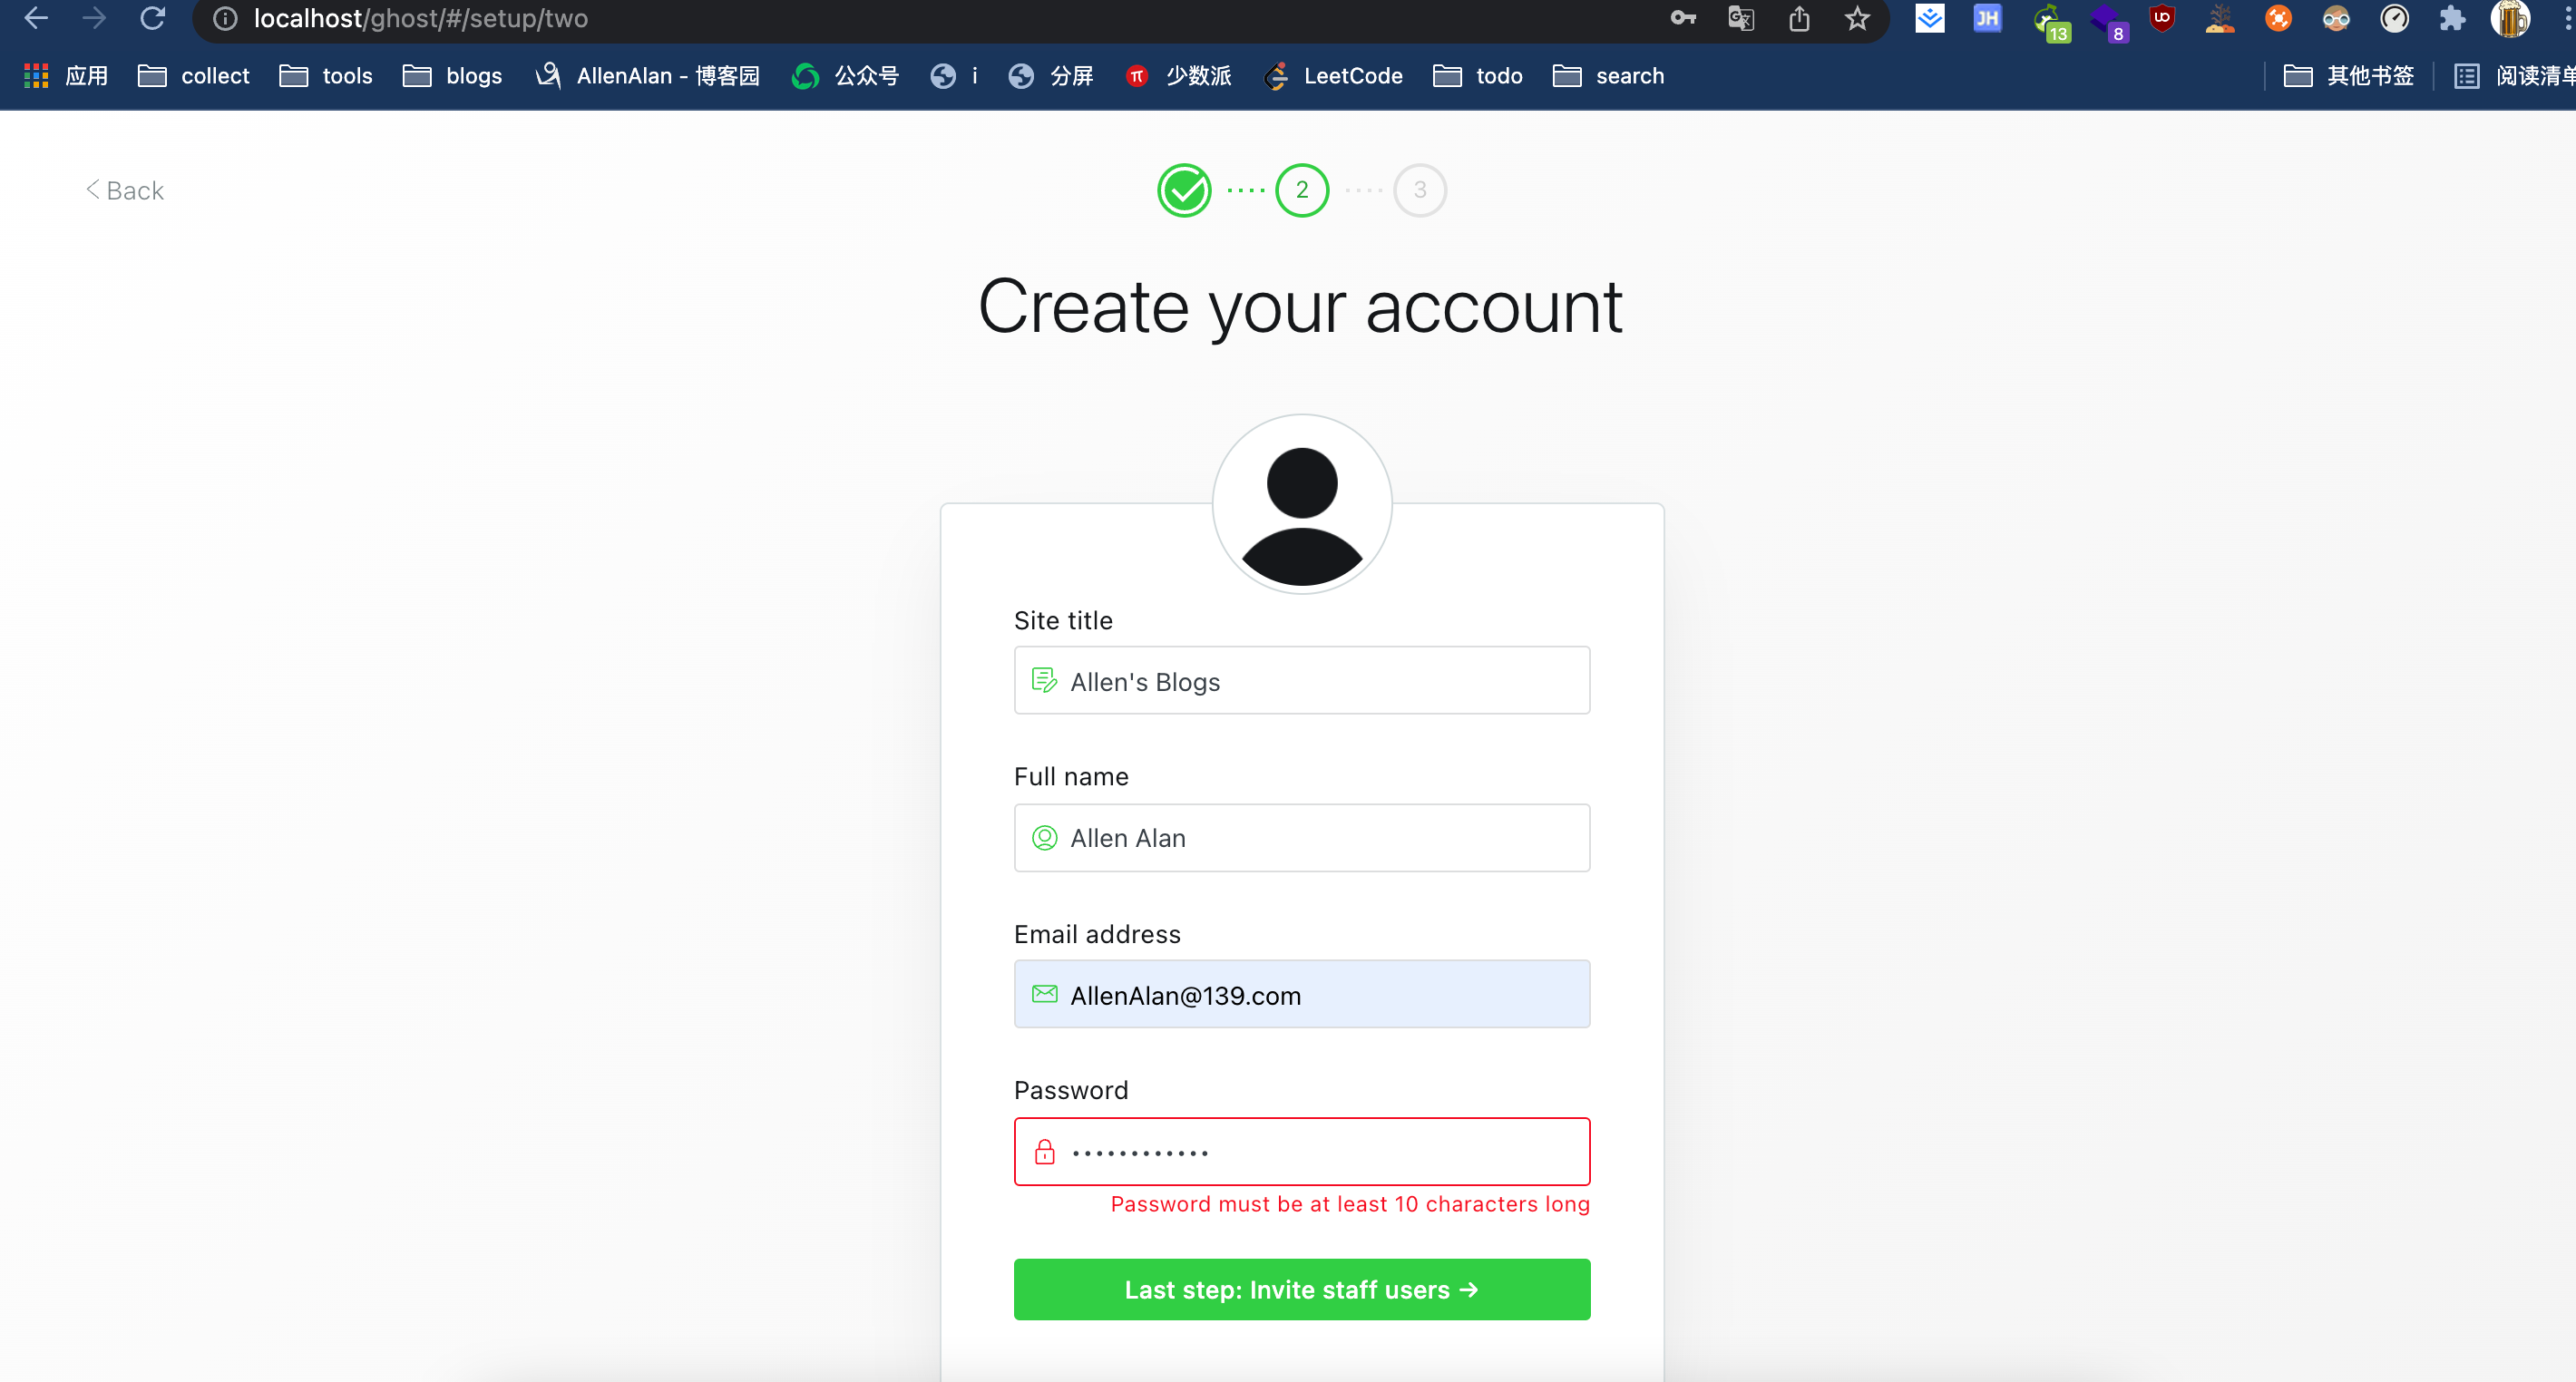 localhost/ghost/#/setup/two
JH 13 8 UD
应用 collect tools blogs AllenAlan - 博客园 公众号 i 分屏 π 少数派 LeetCode todo search 其他书签 阅读清单
Back
2 3
Create your account
Site title
Allen's Blogs
Full name
Allen Alan
Email address
AllenAlan@139.com
Password
••••••••••••
Password must be at least 10 characters long
Last step: Invite staff users →